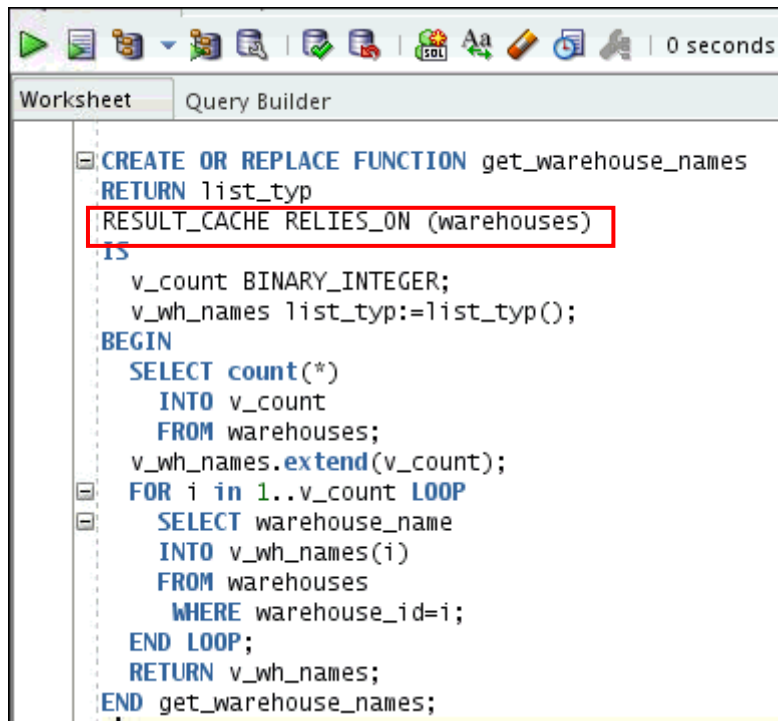 SQL Aa 0 seconds
Worksheet Query Builder
CREATE OR REPLACE FUNCTION get_warehouse_names
RETURN list_typ
RESULT_CACHE RELIES_ON (warehouses)
IS
v_count BINARY_INTEGER;
v_wh_names list_typ:=list_typ();
BEGIN
SELECT count(*)
INTO v_count
FROM warehouses;
v_wh_names.extend(v_count);
FOR i in 1..v_count LOOP
SELECT warehouse_name
INTO v_wh_names(i)
FROM warehouses
WHERE warehouse_id=i;
END LOOP;
RETURN v_wh_names;
END get_warehouse_names;